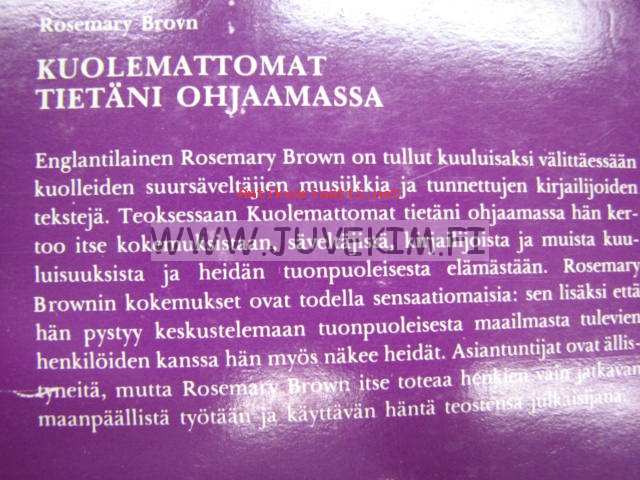 Rosemary Brovn
KUOLEMATTOMAT
TIETÄNI OHJAAMASSA
Englantilainen Rosemary Brown on tullut kuuluisaksi välittäessään
kuolleiden suursäveltäjien musiikkia ja tunnettujen kirjailijoiden
tekstejä. Teoksessaan Kuolemattomat tietäni ohjaamassa hän ker-
too itse kokemuksistaan, säveltäjistä, kirjailijoista ja muista kuu-
WWW.JUVEKIM.FI
luisuuksista ja heidän tuonpuoleisesta elämästään. Rosemary
Brownin kokemukset ovat todella sensaatiomaisia: sen lisäksi että
hän pystyy keskustelemaan tuonpuoleisesta maailmasta tulevien
henkilöiden kanssa hän myös näkee heidät. Asiantuntijat ovat ällis-
tyneitä, mutta Rosemary Brown itse toteaa henkien vain jatkavan
maanpäällistä työtään ja käyttävän häntä teostensa julkaisijana.